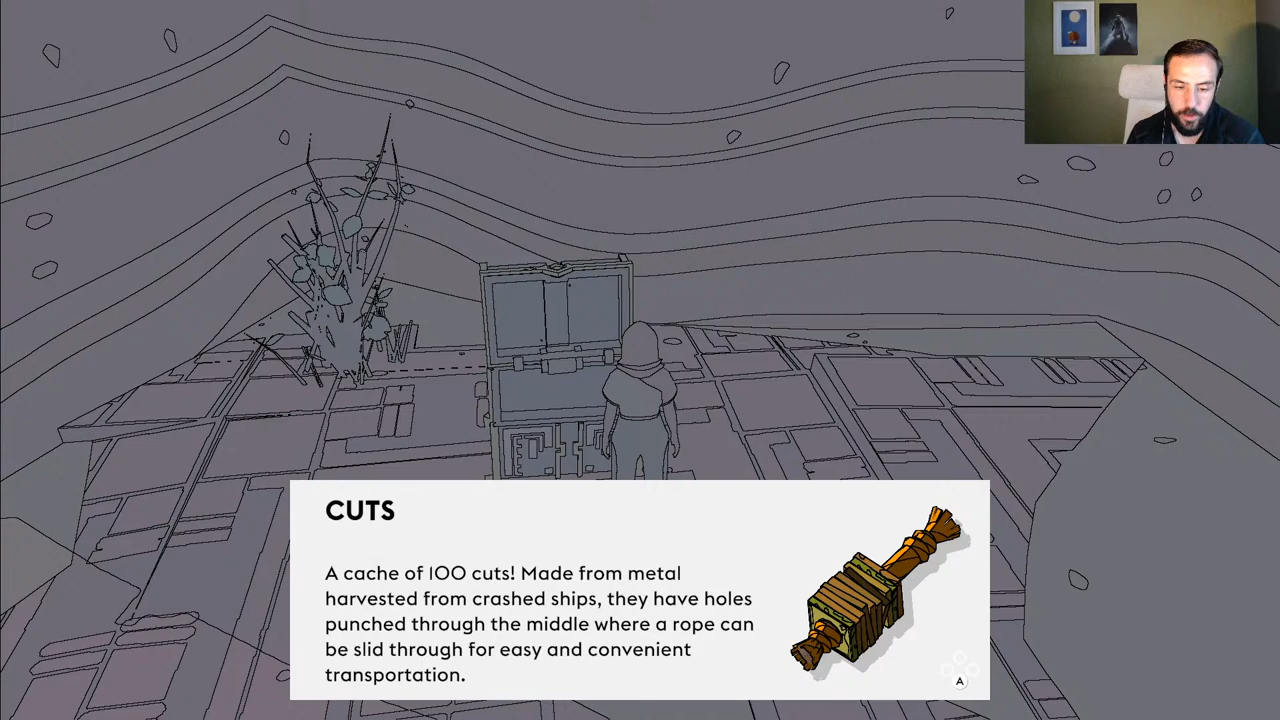 CUTS
A cache of 100 cuts! Made from metal
harvested from crashed ships, they have holes
punched through the middle where a rope can
be slid through for easy and convenient
transportation.
A